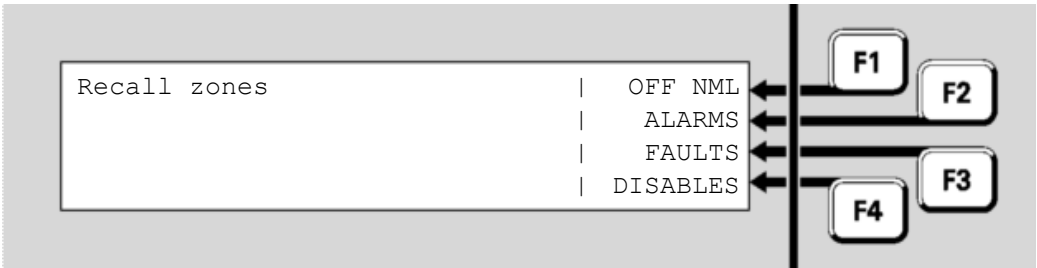 Recall zones | OFF NML
| ALARMS
| FAULTS
| DISABLES
F1
F2
F3
F4